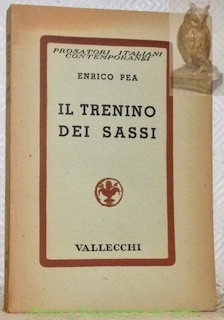 PROSATORI ITALIANI
CONTEMPORANEI
ENRICO PEA
IL TRENINO
DEI SASSI
VALLECCHI